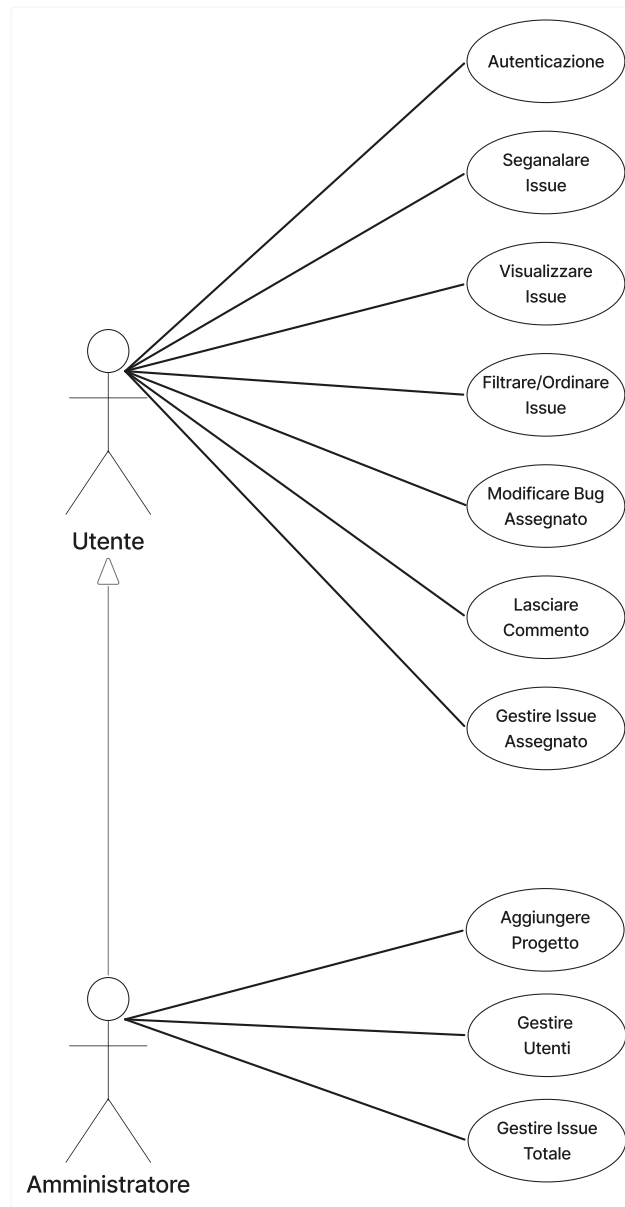 Autenticazione
Seganalare
Issue
Visualizzare
Issue
Filtrare/Ordinare
Issue
Modificare Bug
Assegnato
Utente
Lasciare
Commento
Gestire Issue
Assegnato
Aggiungere
Progetto
Gestire
Utenti
Gestire Issue
Totale
Amministratore